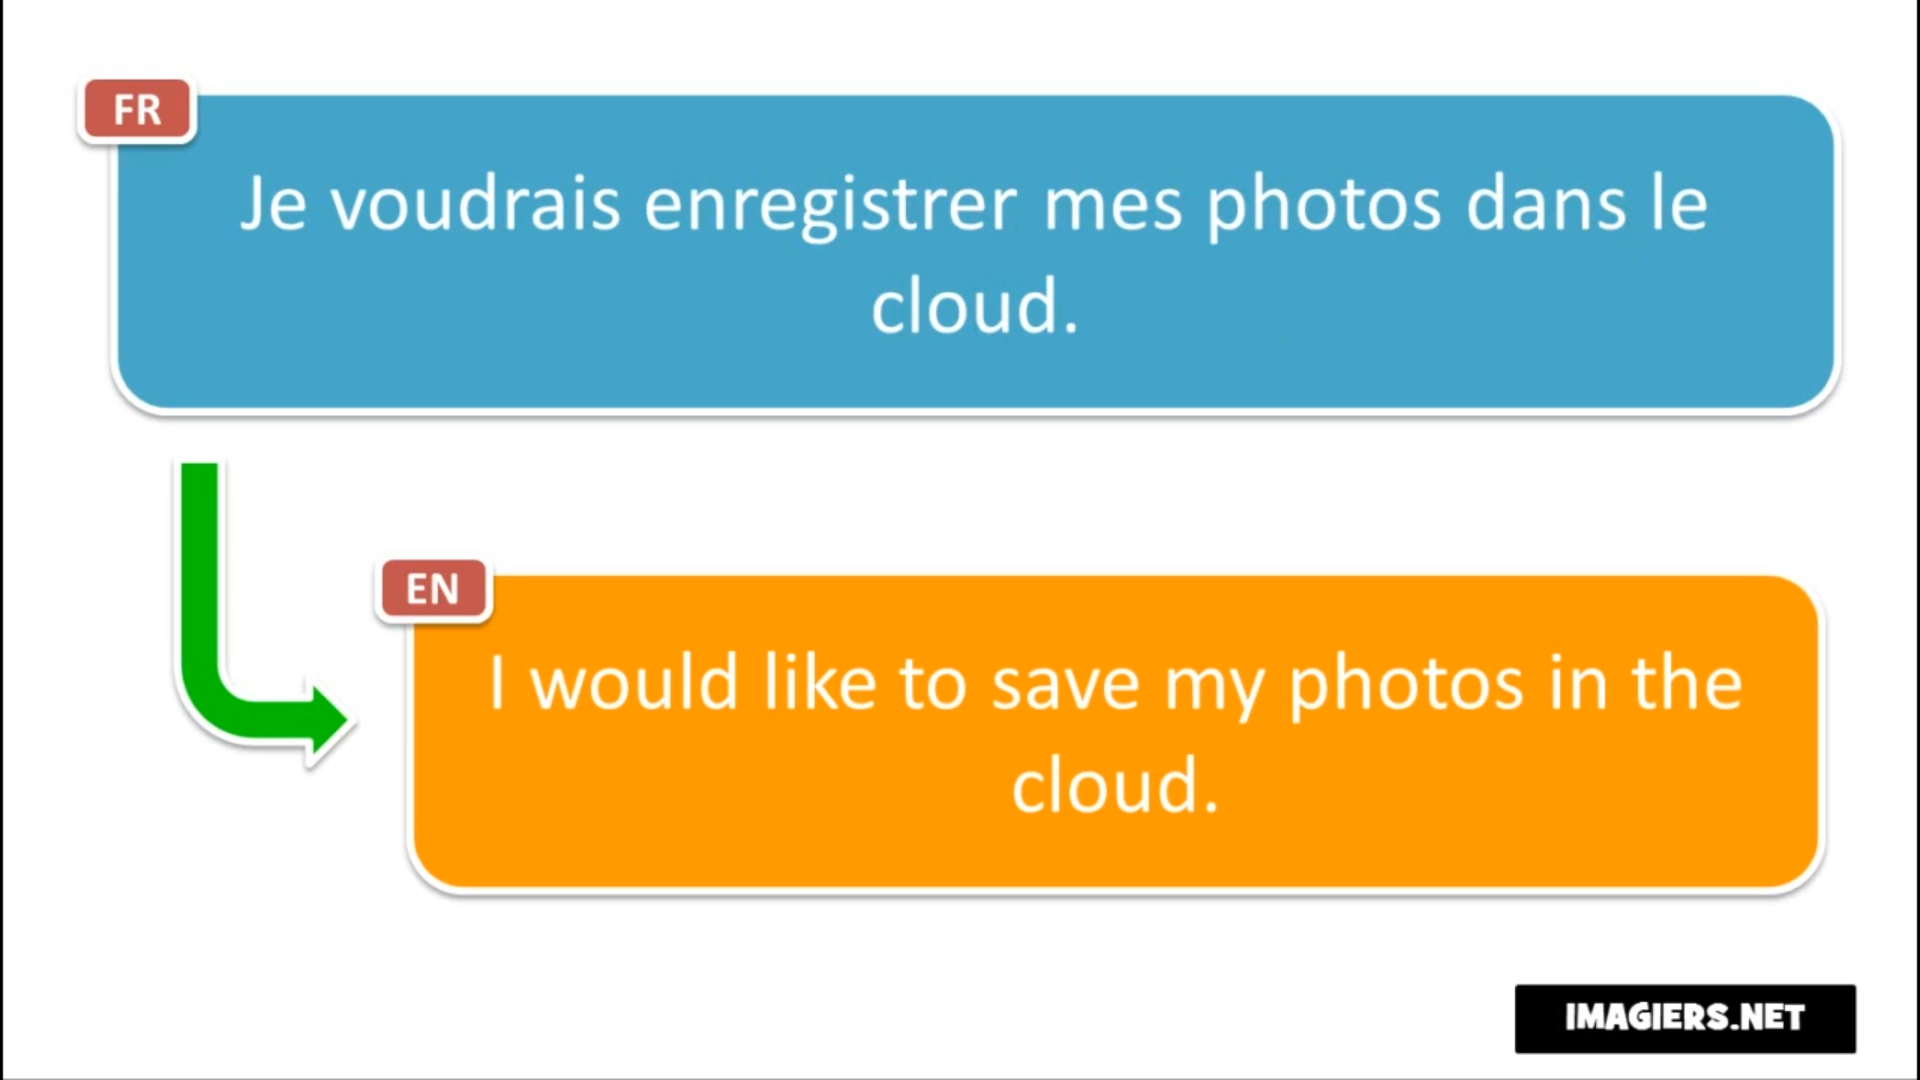 FR
Je voudrais enregistrer mes photos dans le
cloud.
EN
I would like to save my photos in the
cloud.
IMAGIERS.NET